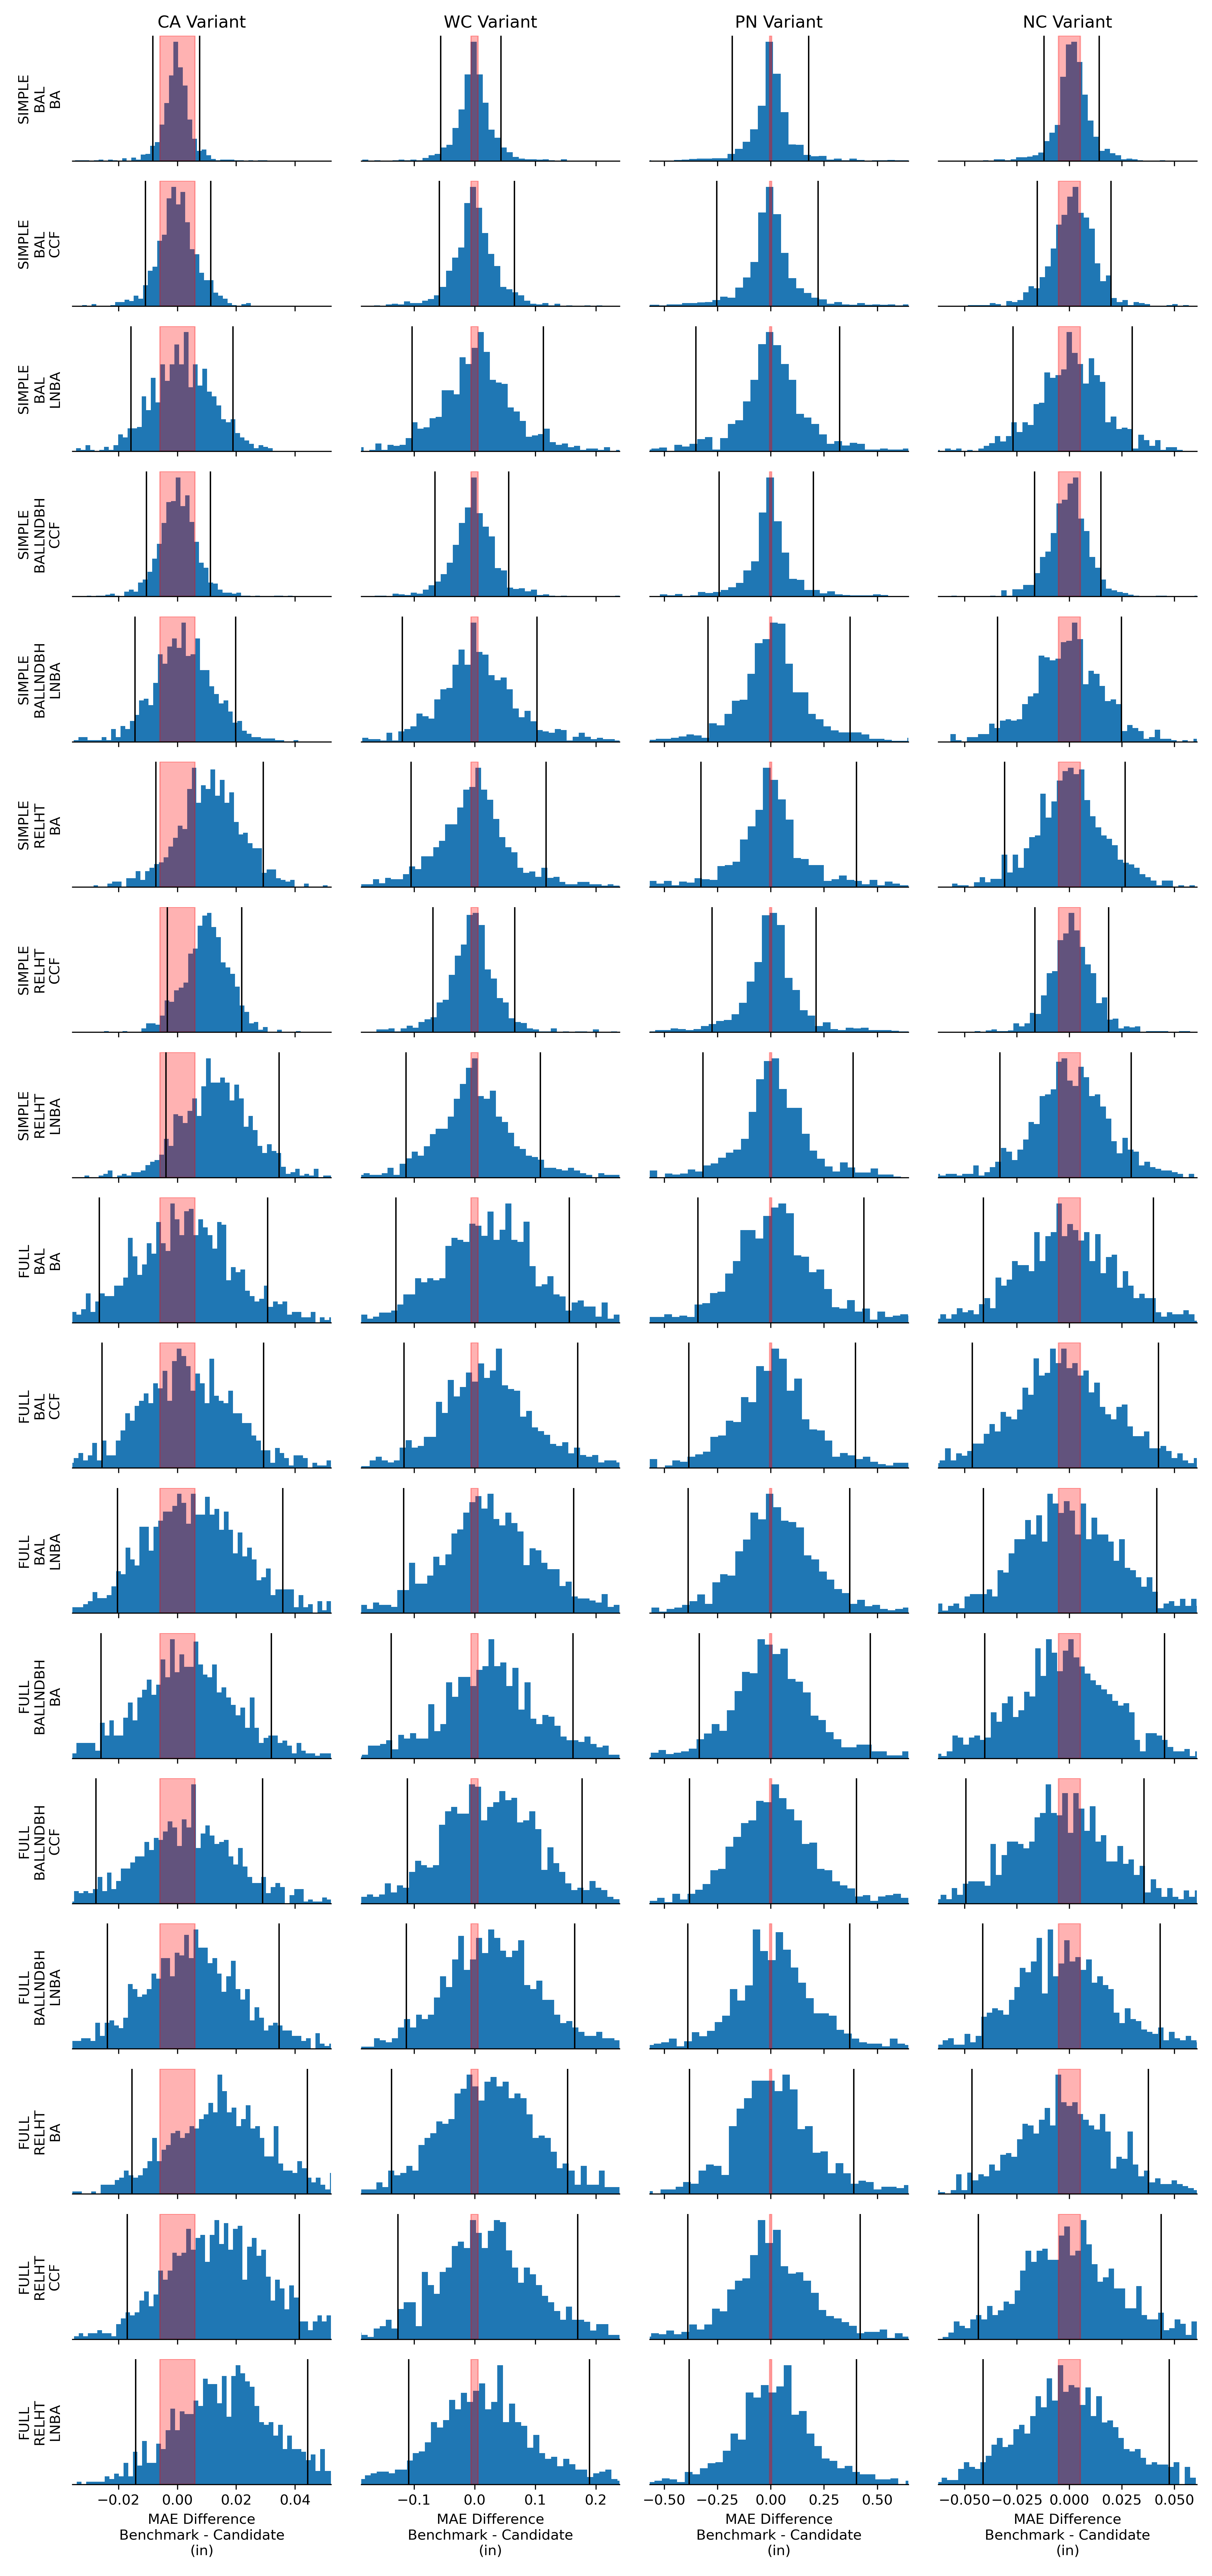 CA Variant
WC Variant
PN Variant
NC Variant
SIMPLE
BAL
BA
SIMPLE
BAL
CCF
SIMPLE
BAL
LNBA
SIMPLE
BALLNDBH
CCF
SIMPLE
BALLNDBH
LNBA
SIMPLE
RELHT
BA
SIMPLE
RELHT
CCF
SIMPLE
RELHT
LNBA
FULL
BAL
BA
FULL
BAL
CCF
FULL
BAL
LNBA
FULL
BALLNDBH
BA
FULL
BALLNDBH
CCF
FULL
BALLNDBH
LNBA
FULL
RELHT
BA
FULL
RELHT
CCF
FULL
RELHT
LNBA
−0.02 0.00 0.02 0.04
MAE Difference
Benchmark - Candidate
(in)
−0.1 0.0 0.1 0.2
MAE Difference
Benchmark - Candidate
(in)
−0.50 −0.25 0.00 0.25 0.50
MAE Difference
Benchmark - Candidate
(in)
−0.050 −0.025 0.000 0.025 0.050
MAE Difference
Benchmark - Candidate
(in)